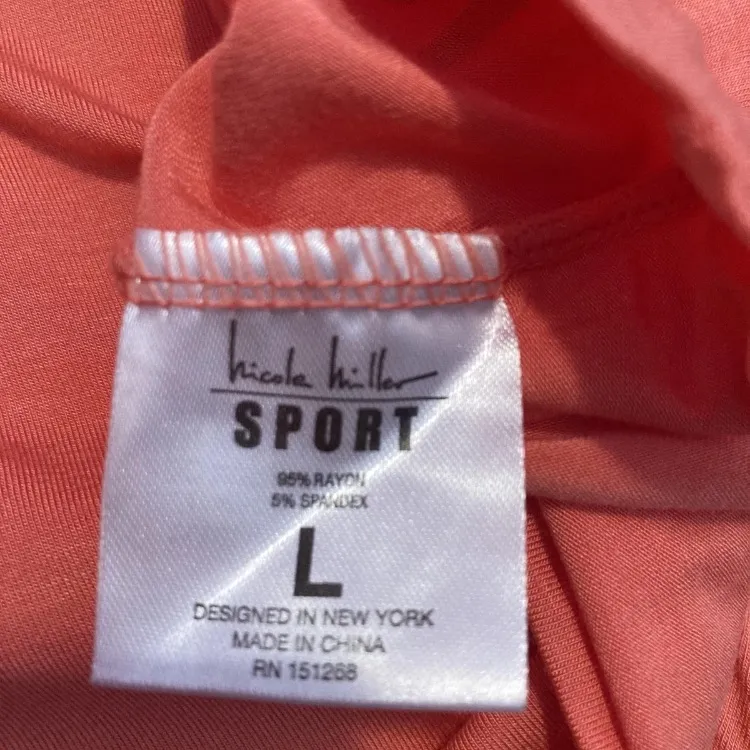 nicole miller
SPORT
95% RAYON
5% SPANDEX
L
DESIGNED IN NEW YORK
MADE IN CHINA
RN 151268